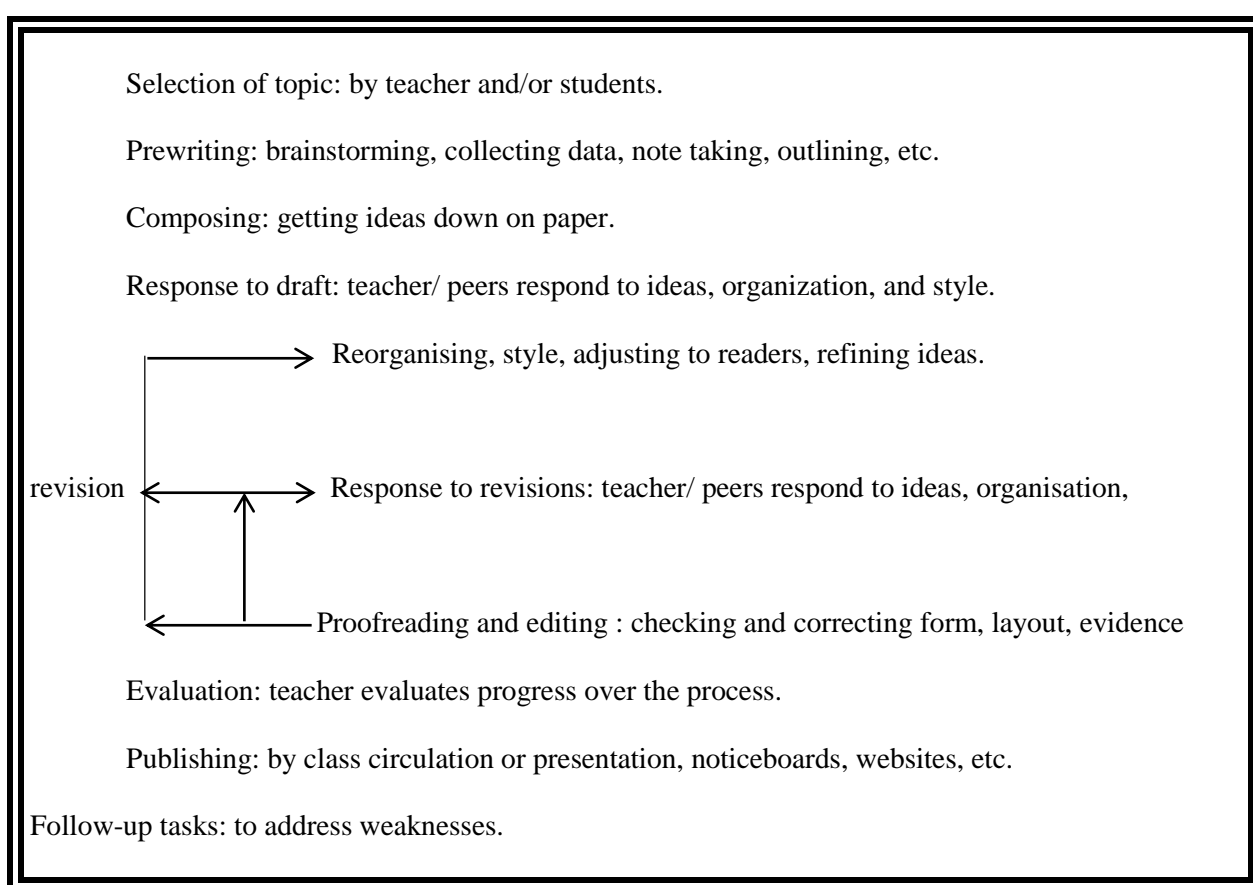 Selection of topic: by teacher and/or students.
Prewriting: brainstorming, collecting data, note taking, outlining, etc.
Composing: getting ideas down on paper.
Response to draft: teacher/ peers respond to ideas, organization, and style.
Reorganising, style, adjusting to readers, refining ideas.
revision Response to revisions: teacher/ peers respond to ideas, organisation,
Proofreading and editing : checking and correcting form, layout, evidence
Evaluation: teacher evaluates progress over the process.
Publishing: by class circulation or presentation, noticeboards, websites, etc.
Follow-up tasks: to address weaknesses.